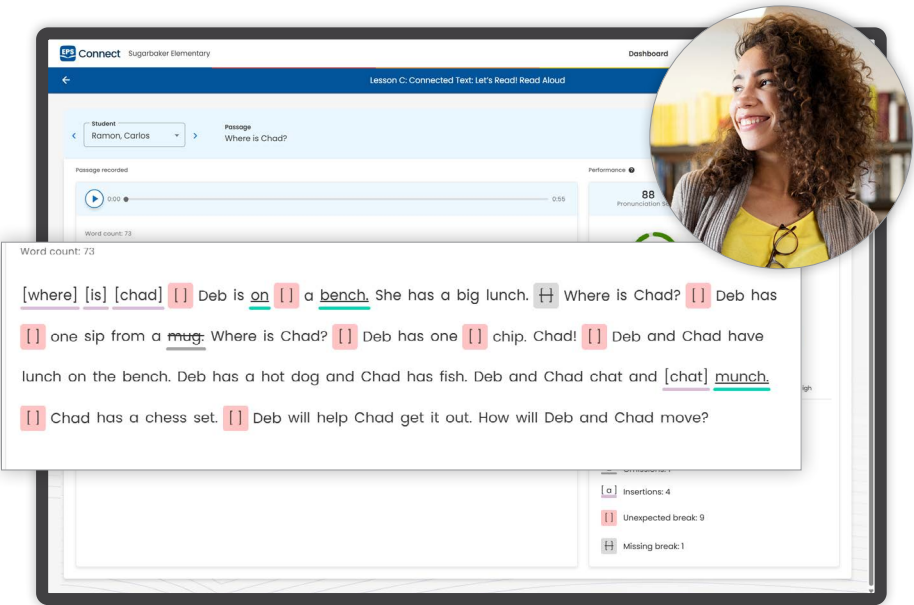 EPS Connect Sugarbaker Elementary Dashboard
Lesson C: Connected Text: Let's Read! Read Aloud
Student
Ramon, Carlos
Passage
Where is Chad?
Passage recorded
Performance
0:00 0:55
88
Pronunciation
Word count: 73
Word count: 73
[where] [is] [chad] [ ] Deb is on [ ] a bench. She has a big lunch. [-] Where is Chad? [ ] Deb has
[ ] one sip from a mug. Where is Chad? [ ] Deb has one [ ] chip. Chad! [ ] Deb and Chad have
lunch on the bench. Deb has a hot dog and Chad has fish. Deb and Chad chat and [chat] munch.
[ ] Chad has a chess set. [ ] Deb will help Chad get it out. How will Deb and Chad move?
[a] Insertions: 4
[ ] Unexpected break: 9
[-] Missing break: 1